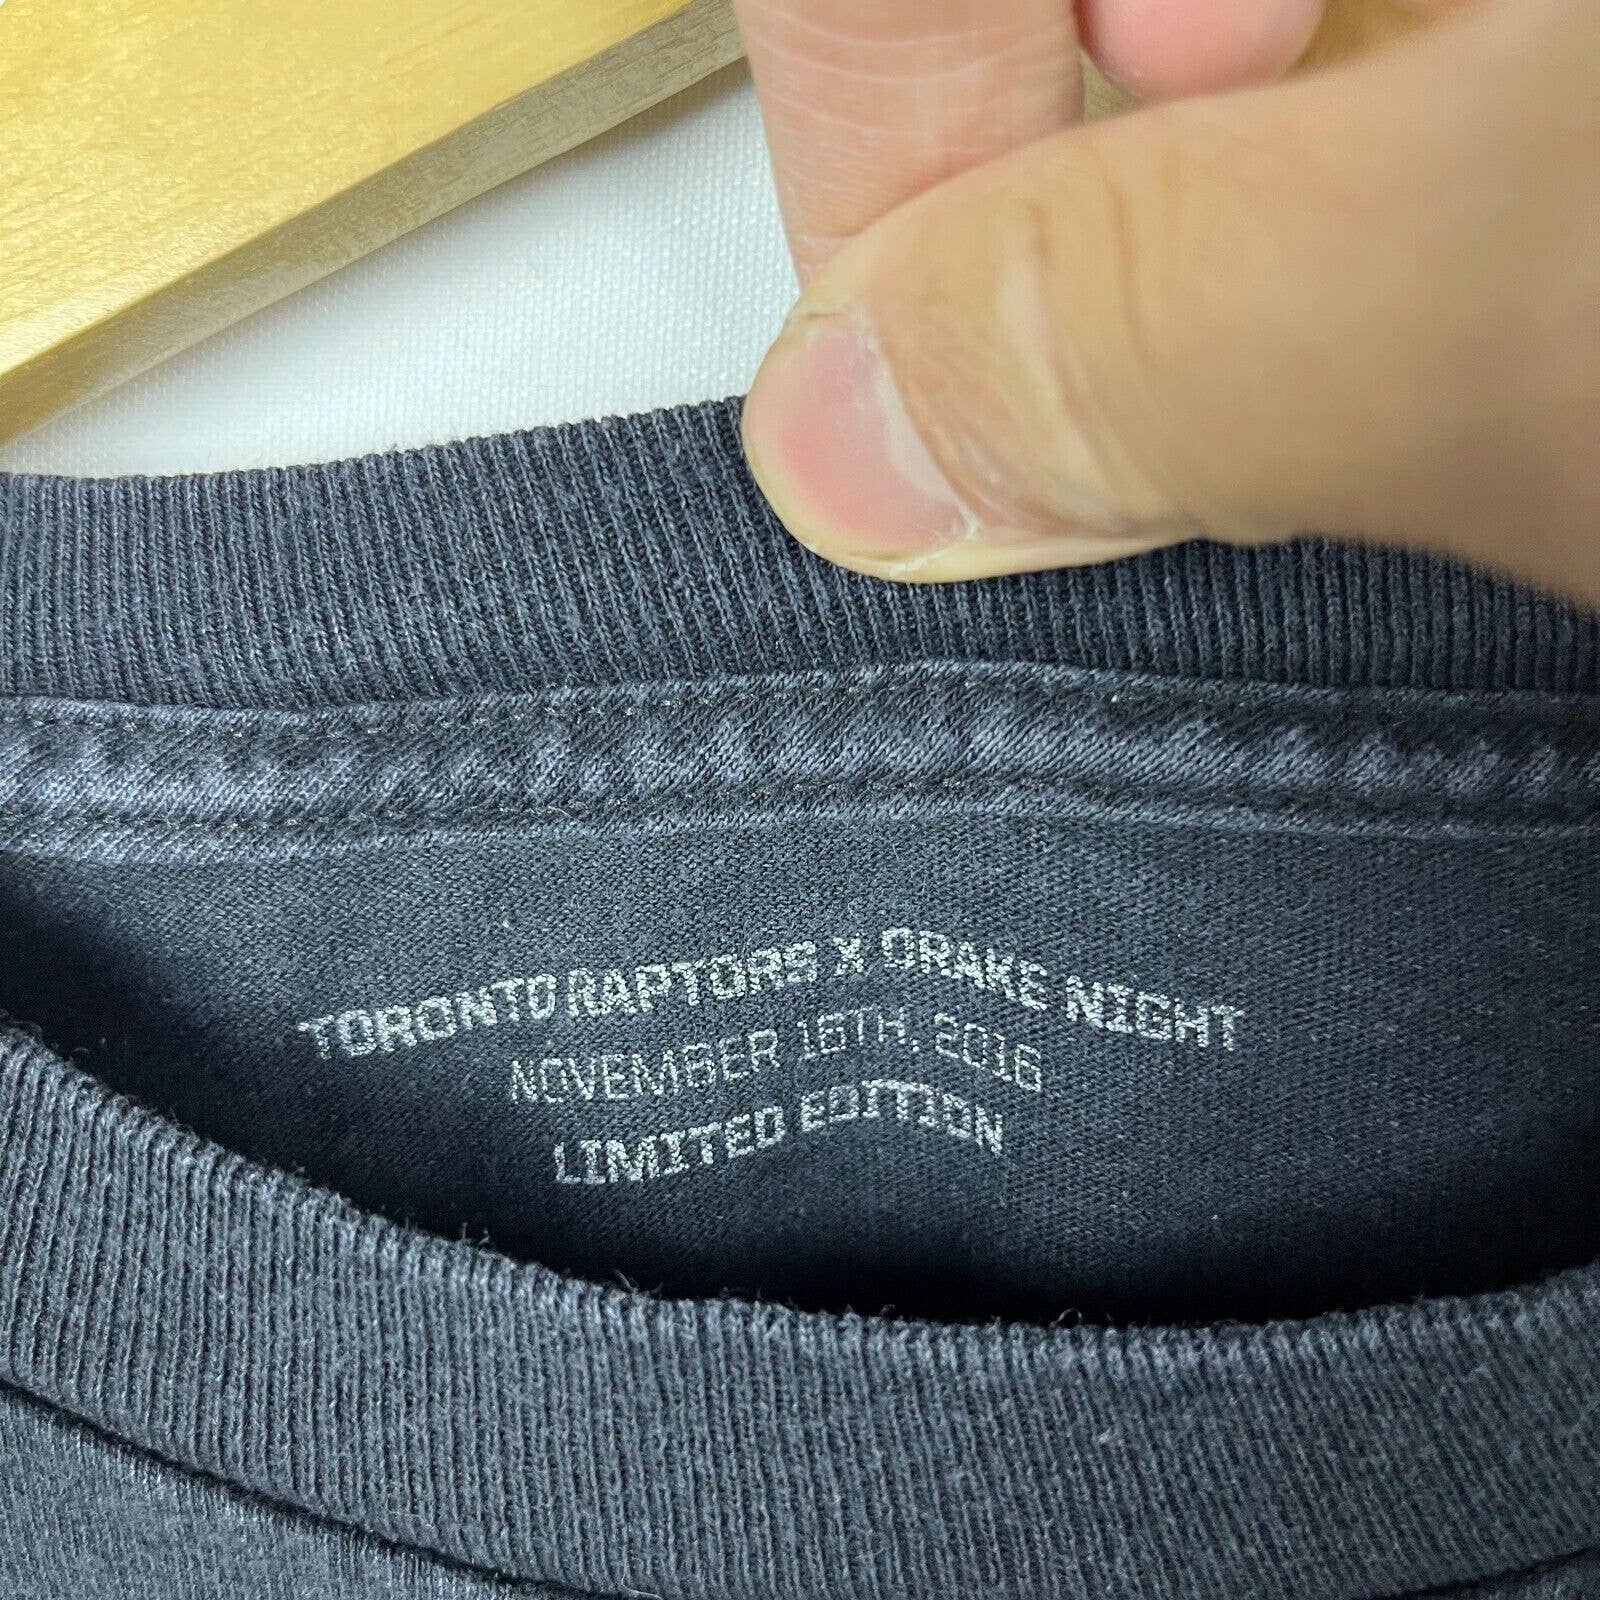 TORONTO RAPTORS X DRAKE NIGHT
NOVEMBER 16TH, 2016
LIMITED EDITION